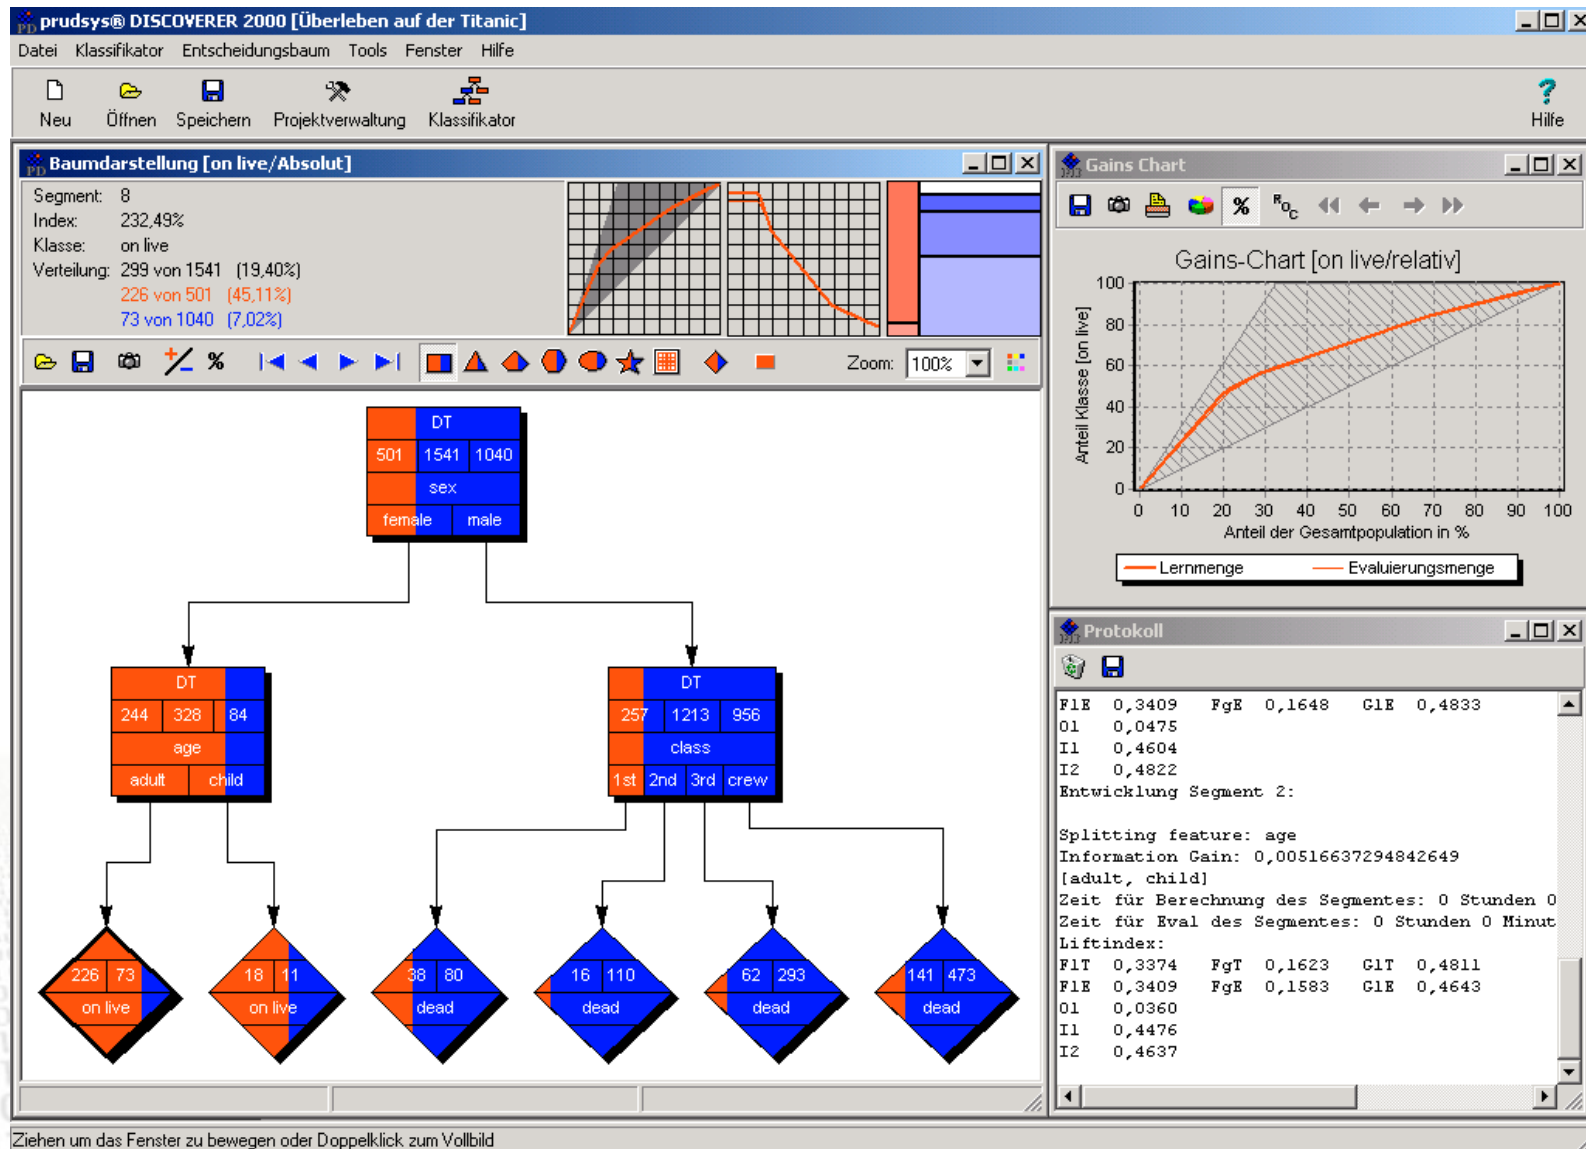 prudsys® DISCOVERER 2000 [Überleben auf der Titanic]
Datei Klassifikator Entscheidungsbaum Tools Fenster Hilfe
Neu Öffnen Speichern Projektverwaltung Klassifikator Hilfe
Baumdarstellung [on live/Absolut]
Segment: 8
Index: 232,49%
Klasse: on live
Verteilung: 299 von 1541 (19,40%)
226 von 501 (45,11%)
73 von 1040 (7,02%)
% Zoom: 100%
DT
501 1541 1040
sex
female male
DT
244 328 84
age
adult child
DT
257 1213 956
class
1st 2nd 3rd crew
226 73
on live
18 11
on live
38 80
dead
16 110
dead
62 293
dead
141 473
dead
Gains Chart
% ROC
Gains-Chart [on live/relativ]
Anteil Klasse [on live]
100
80
60
40
20
0
0 10 20 30 40 50 60 70 80 90 100
Anteil der Gesamtpopulation in %
Lernmenge Evaluierungsmenge
Protokoll
FlE 0,3409 FgE 0,1648 GlE 0,4833
O1 0,0475
I1 0,4604
I2 0,4822
Entwicklung Segment 2:
Splitting feature: age
Information Gain: 0,00516637294842649
[adult, child]
Zeit für Berechnung des Segmentes: 0 Stunden 0
Zeit für Eval des Segmentes: 0 Stunden 0 Minut
Liftindex:
FlT 0,3374 FgT 0,1623 GlT 0,4811
FlE 0,3409 FgE 0,1583 GlE 0,4643
O1 0,0360
I1 0,4476
I2 0,4637
Ziehen um das Fenster zu bewegen oder Doppelklick zum Vollbild